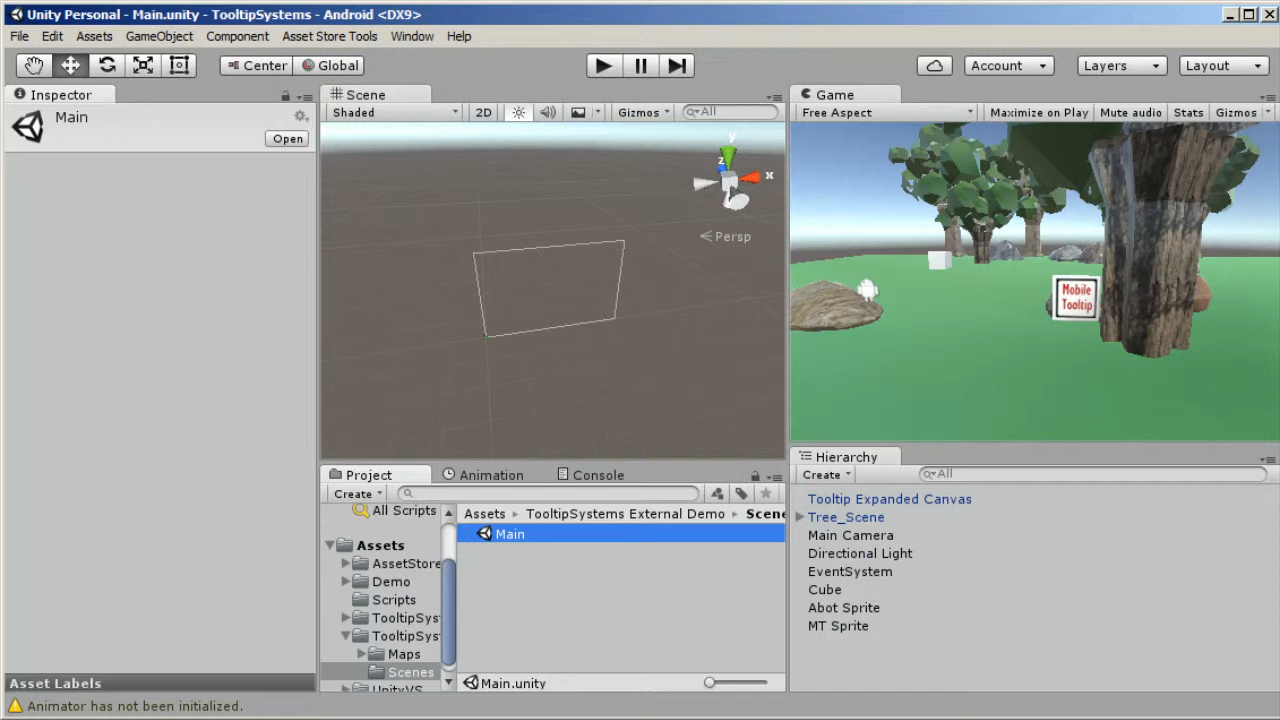 Unity Personal - Main.unity - TooltipSystems - Android <DX9>
File Edit Assets GameObject Component Asset Store Tools Window Help
Center Global Account Layers Layout
Inspector
Main
Open
Asset Labels
Scene
Shaded 2D Gizmos All
y
z
x
Persp
Game
Free Aspect Maximize on Play Mute audio Stats Gizmos
Mobile
Tooltip
Project Animation Console
Create
All Scripts
Assets
AssetStore
Demo
Scripts
TooltipSys
TooltipSys
Maps
Scenes
UnityVS
Assets TooltipSystems External Demo Scene
Main
Main.unity
Hierarchy
Create All
Tooltip Expanded Canvas
Tree_Scene
Main Camera
Directional Light
EventSystem
Cube
Abot Sprite
MT Sprite
Animator has not been initialized.